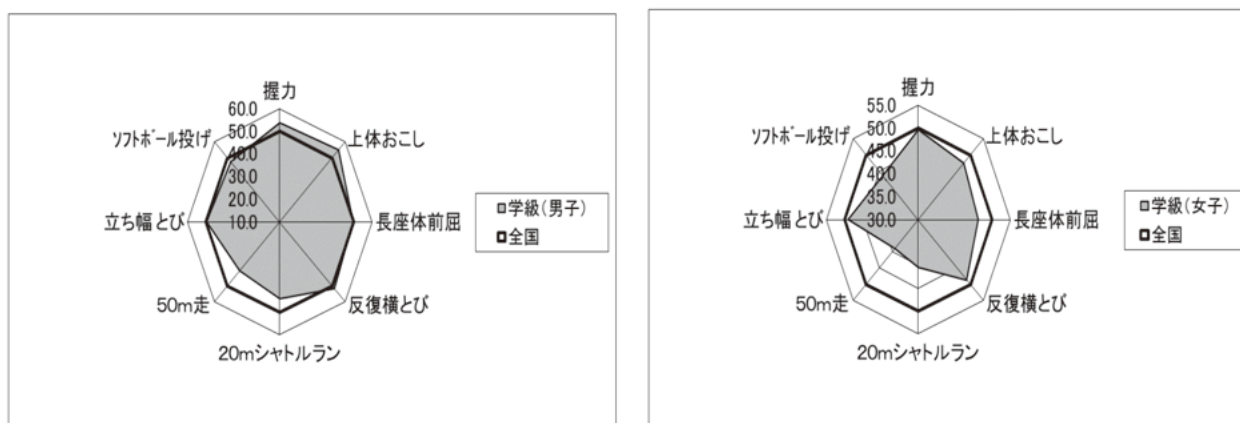 握力
60.0
50.0
40.0
30.0
20.0
10.0
上体おこし
長座体前屈
反復横とび
20mシャトルラン
50m走
立ち幅とび
ソフトボール投げ
学級(男子)
全国
握力
55.0
50.0
45.0
40.0
35.0
30.0
上体おこし
長座体前屈
反復横とび
20mシャトルラン
50m走
立ち幅とび
ソフトボール投げ
学級(女子)
全国